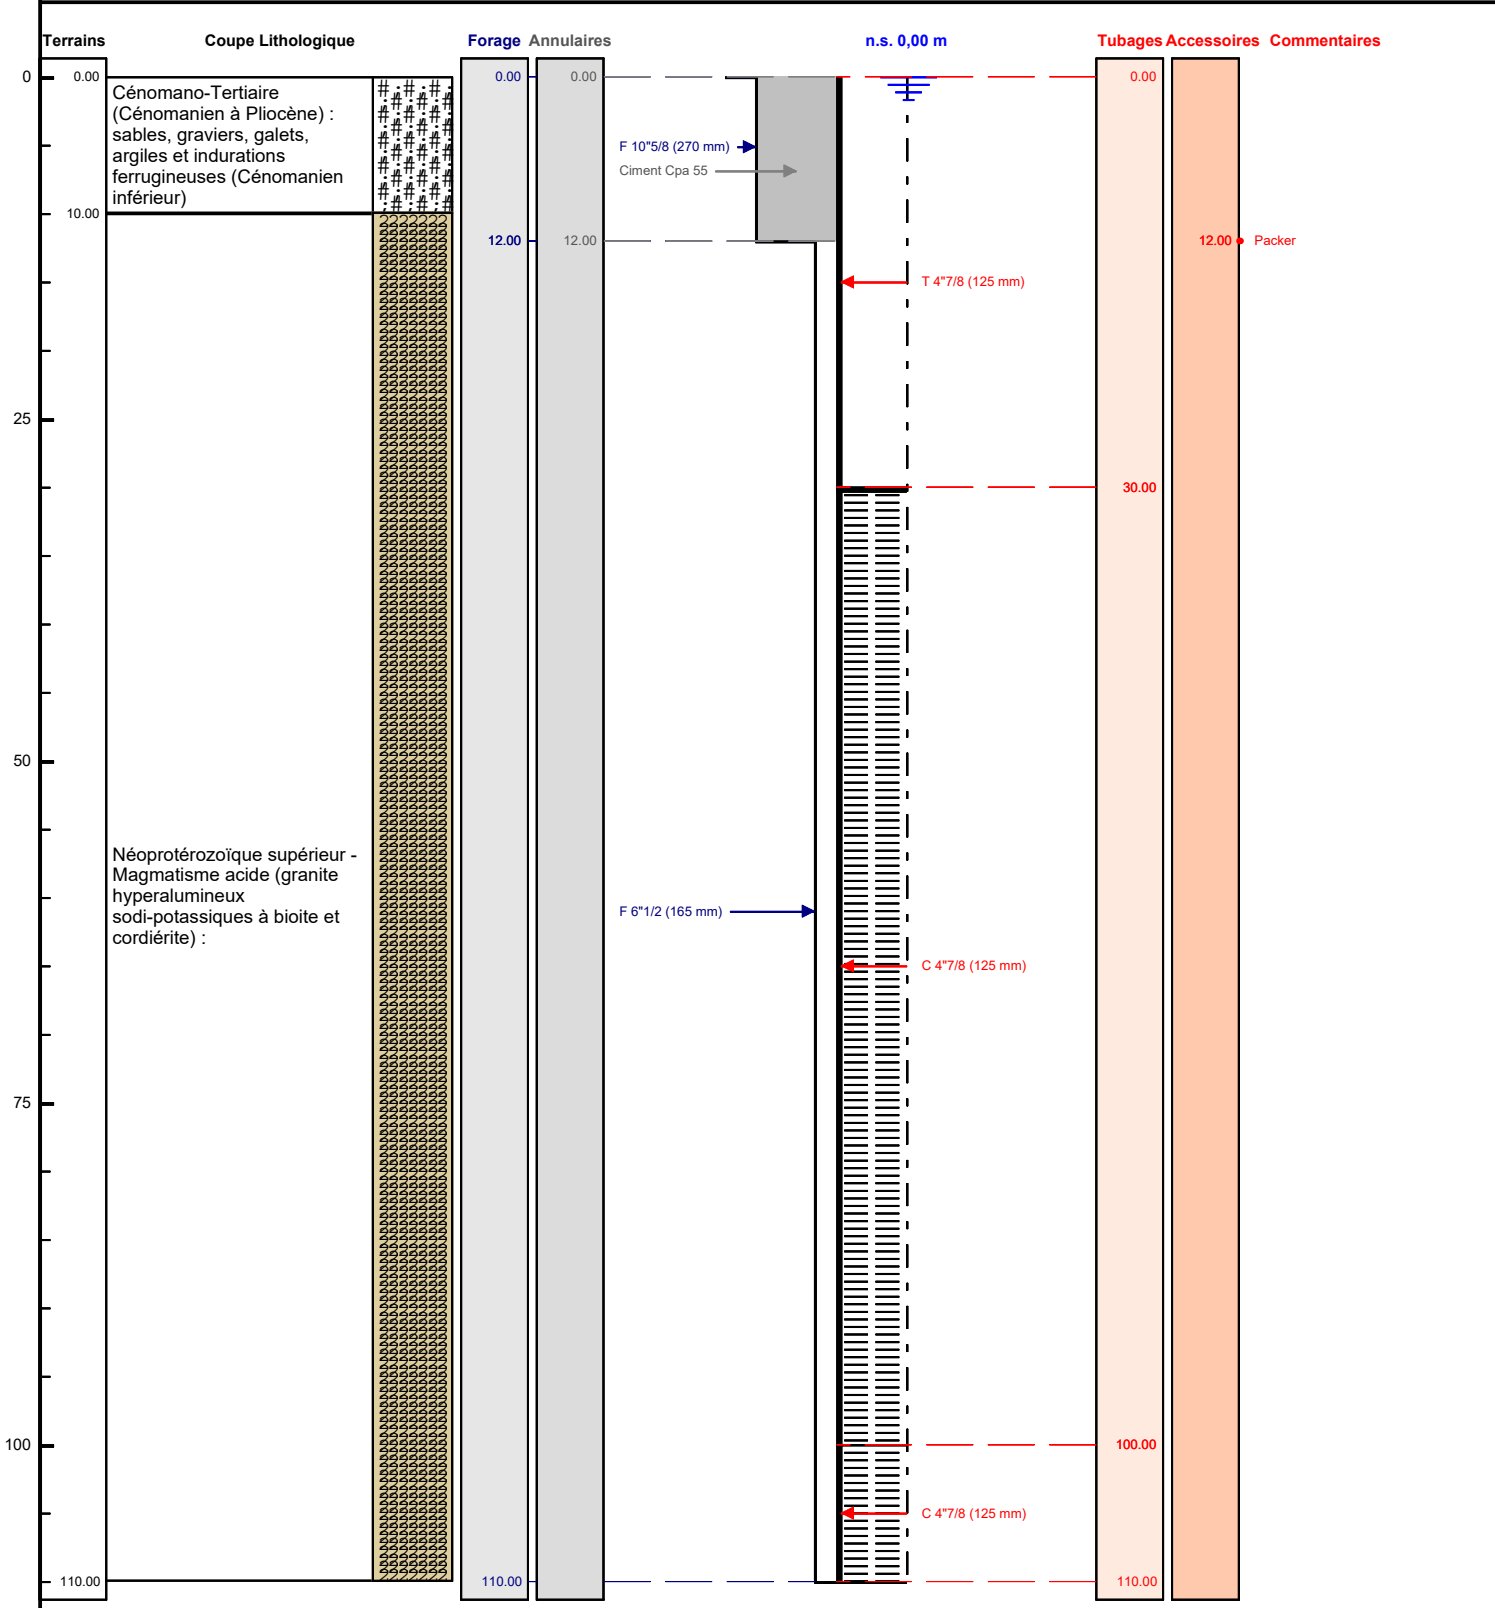 Terrains Coupe Lithologique Forage Annulaires n.s. 0,00 m Tubages Accessoires Commentaires
0 0.00 0.00 0.00 0.00
Cénomano-Tertiaire
(Cénomanien à Pliocène) :
sables, graviers, galets,
argiles et indurations
ferrugineuses (Cénomanien
inférieur)
F 10"5/8 (270 mm)
Ciment Cpa 55
10.00
12.00 12.00 12.00 Packer
T 4"7/8 (125 mm)
25
30.00
50
Néoprotérozoïque supérieur -
Magmatisme acide (granite
hyperalumineux
sodi-potassiques à bioite et
cordiérite) :
F 6"1/2 (165 mm)
C 4"7/8 (125 mm)
75
100 100.00
C 4"7/8 (125 mm)
110.00 110.00 110.00